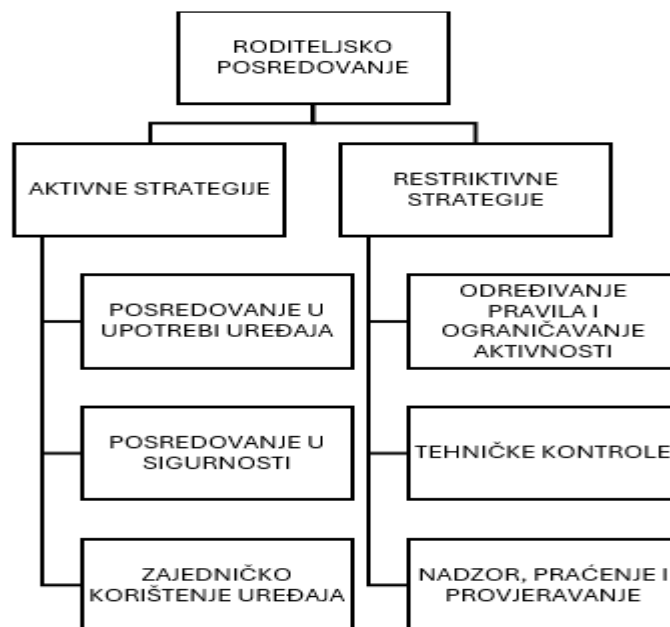 RODITELJSKO
POSREDOVANJE
AKTIVNE STRATEGIJE
RESTRIKTIVNE
STRATEGIJE
POSREDOVANJE U
UPOTREBI UREĐAJA
ODREĐIVANJE
PRAVILA I
OGRANIČAVANJE
AKTIVNOSTI
POSREDOVANJE U
SIGURNOSTI
TEHNIČKE KONTROLE
ZAJEDNIČKO
KORIŠTENJE UREĐAJA
NADZOR, PRAĆENJE I
PROVJERAVANJE